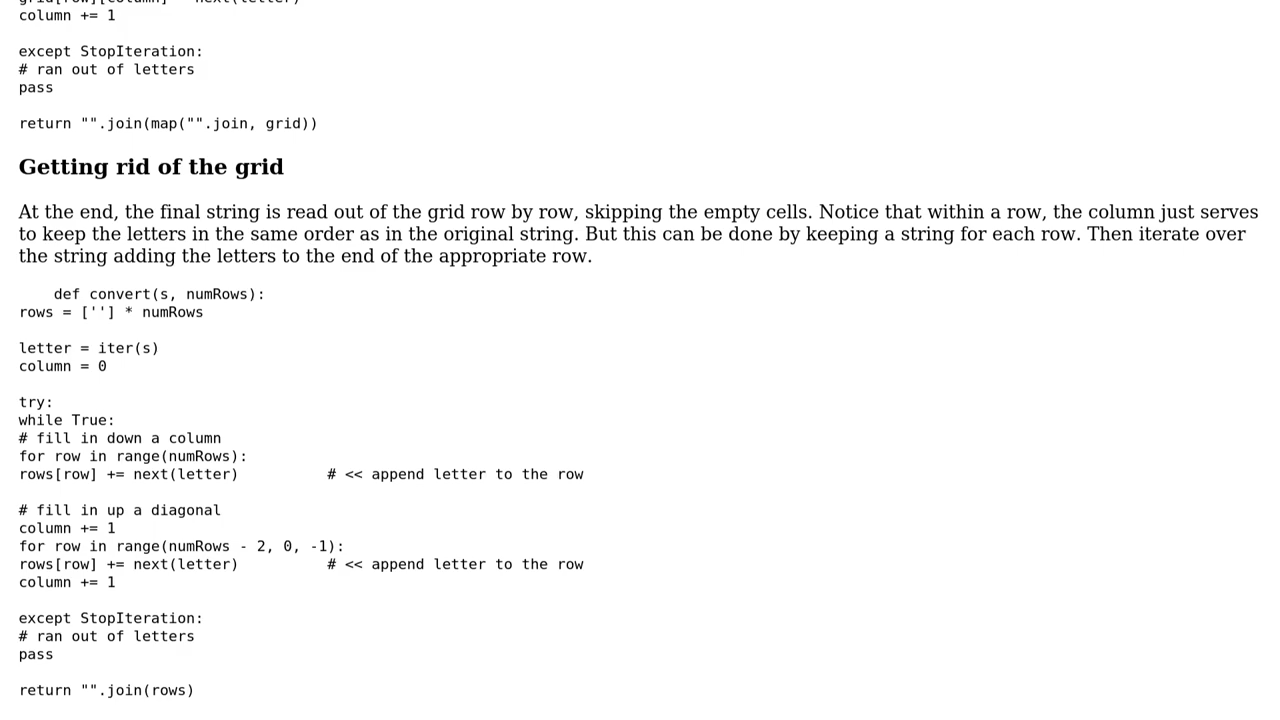 column += 1
except StopIteration:
# ran out of letters
pass
return "".join(map("".join, grid))
Getting rid of the grid
At the end, the final string is read out of the grid row by row, skipping the empty cells. Notice that within a row, the column just serves
to keep the letters in the same order as in the original string. But this can be done by keeping a string for each row. Then iterate over
the string adding the letters to the end of the appropriate row.
def convert(s, numRows):
rows = [''] * numRows
letter = iter(s)
column = 0
try:
while True:
# fill in down a column
for row in range(numRows):
rows[row] += next(letter)          # << append letter to the row
# fill in up a diagonal
column += 1
for row in range(numRows - 2, 0, -1):
rows[row] += next(letter)          # << append letter to the row
column += 1
except StopIteration:
# ran out of letters
pass
return "".join(rows)